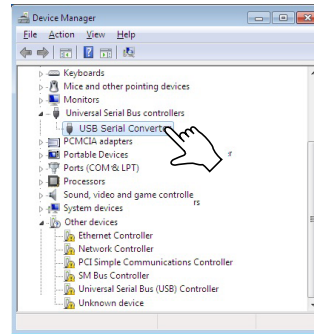 Device Manager
File Action View Help
Keyboards
Mice and other pointing devices
Monitors
Universal Serial Bus controllers
USB Serial Converter
PCMCIA adapters
Portable Devices
Ports (COM & LPT)
Processors
Sound, video and game controlle
rs
System devices
Other devices
Ethernet Controller
Network Controller
PCI Simple Communications Controller
SM Bus Controller
Universal Serial Bus (USB) Controller
Unknown device